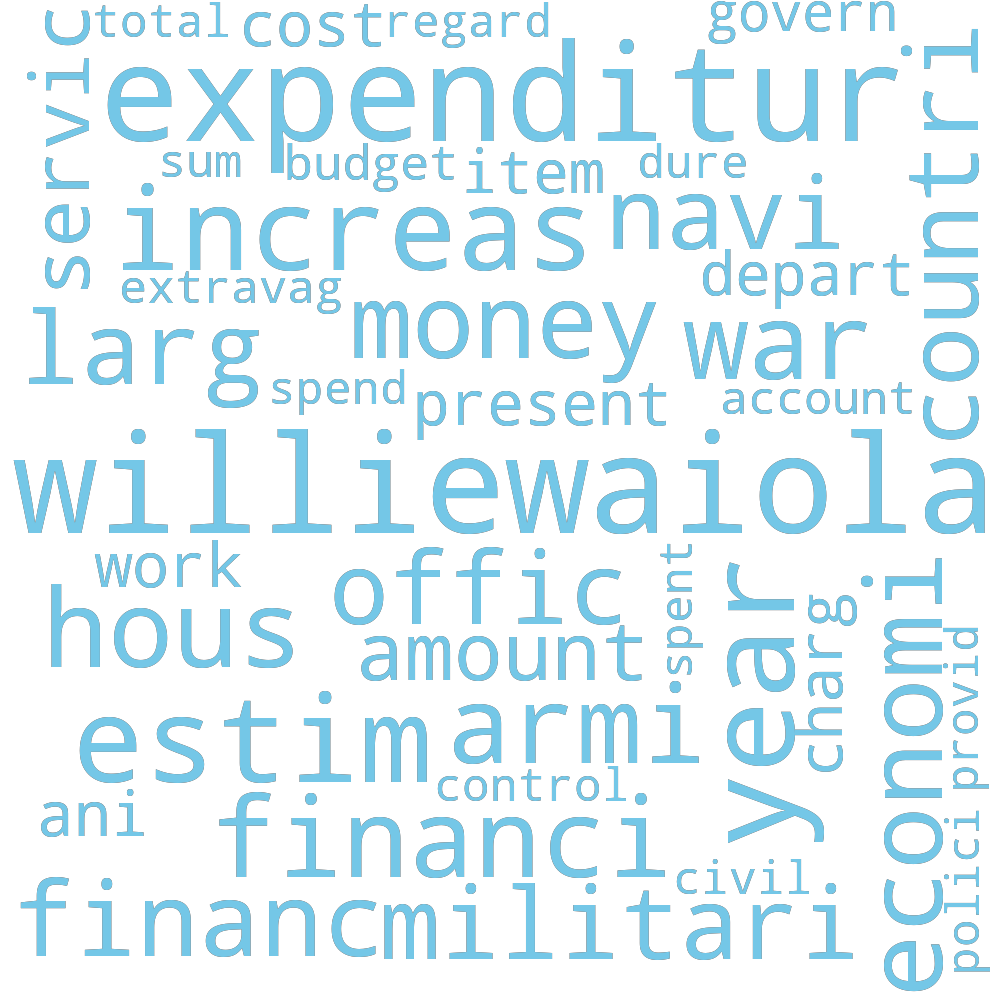 total cost regard govern
servic expenditur countri
sum budget item dure
increas navi
extravag depart
larg money war
spend present account
williewaiola
work offic spent year economi
hous amount charg provid
estim armi
ani control
financi civil polici
financ militari